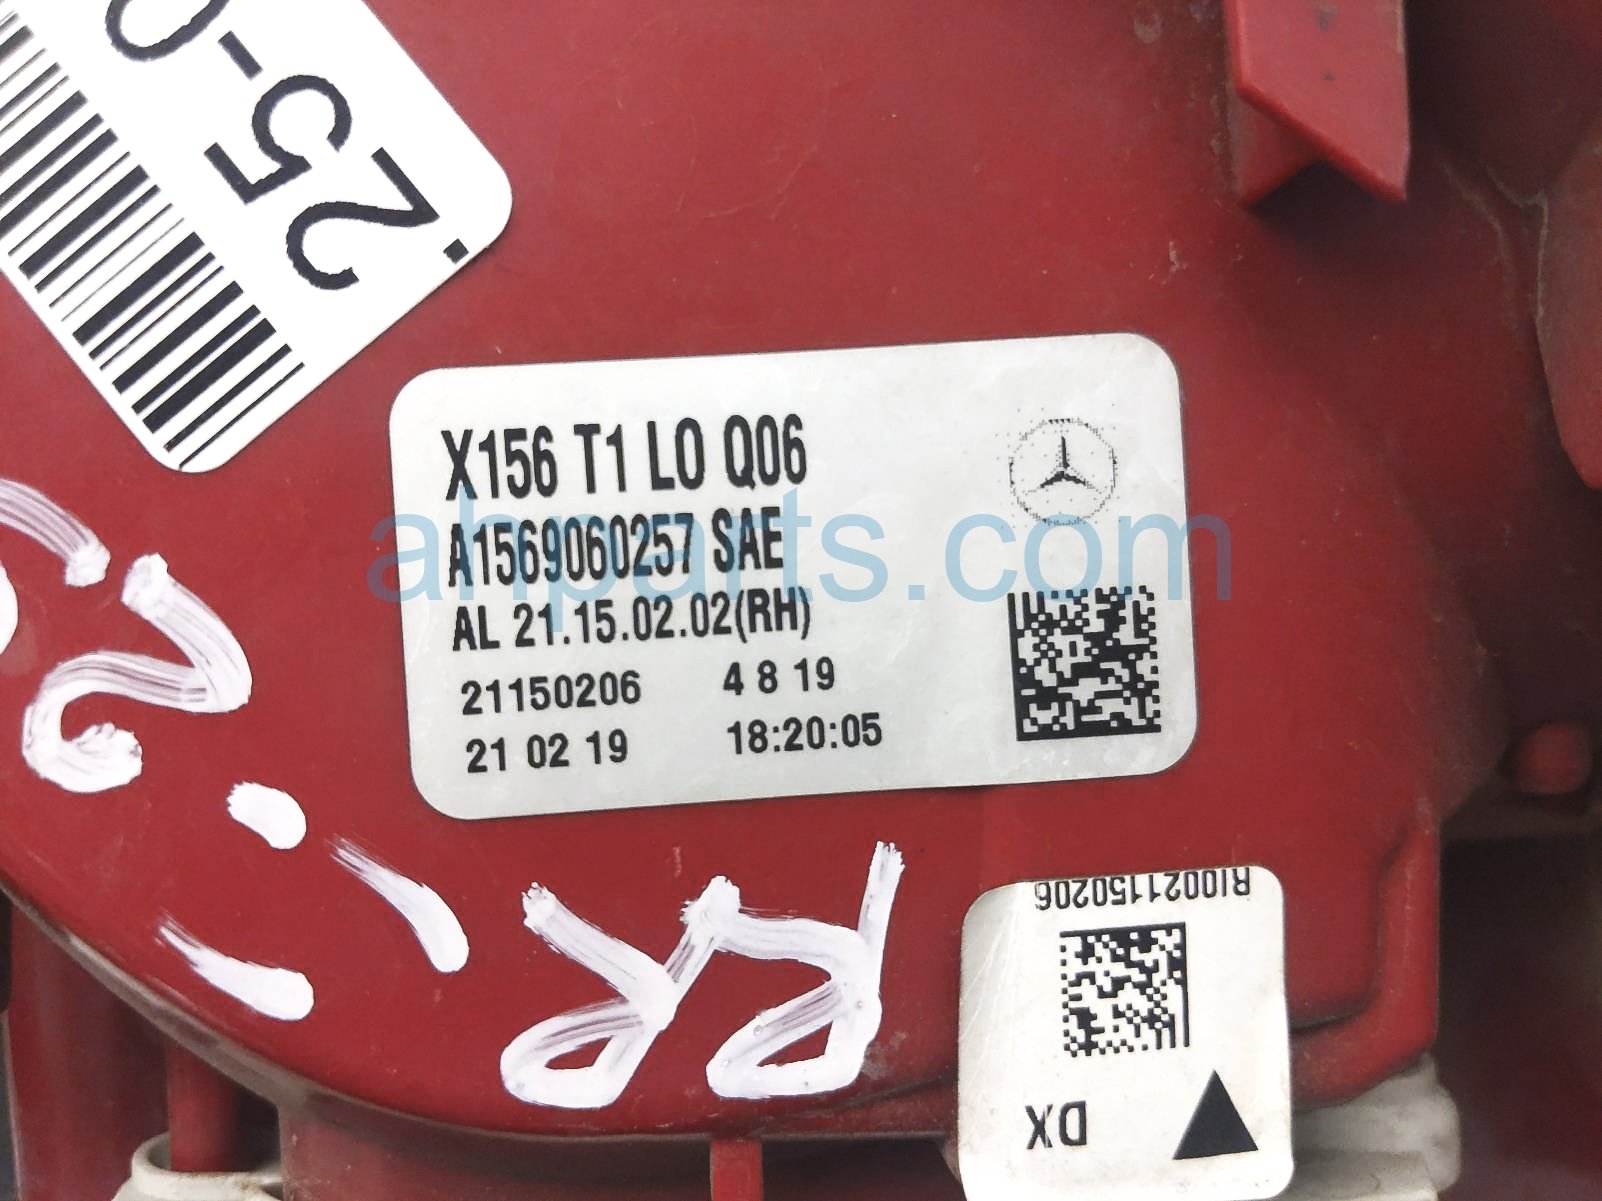 25-0
X156 T1 LO Q06
A1569060257 SAE
AL 21.15.02.02(RH)
21150206 4 8 19
21 02 19 18:20:05
ahparts.com
RR
RI0021150206
DX